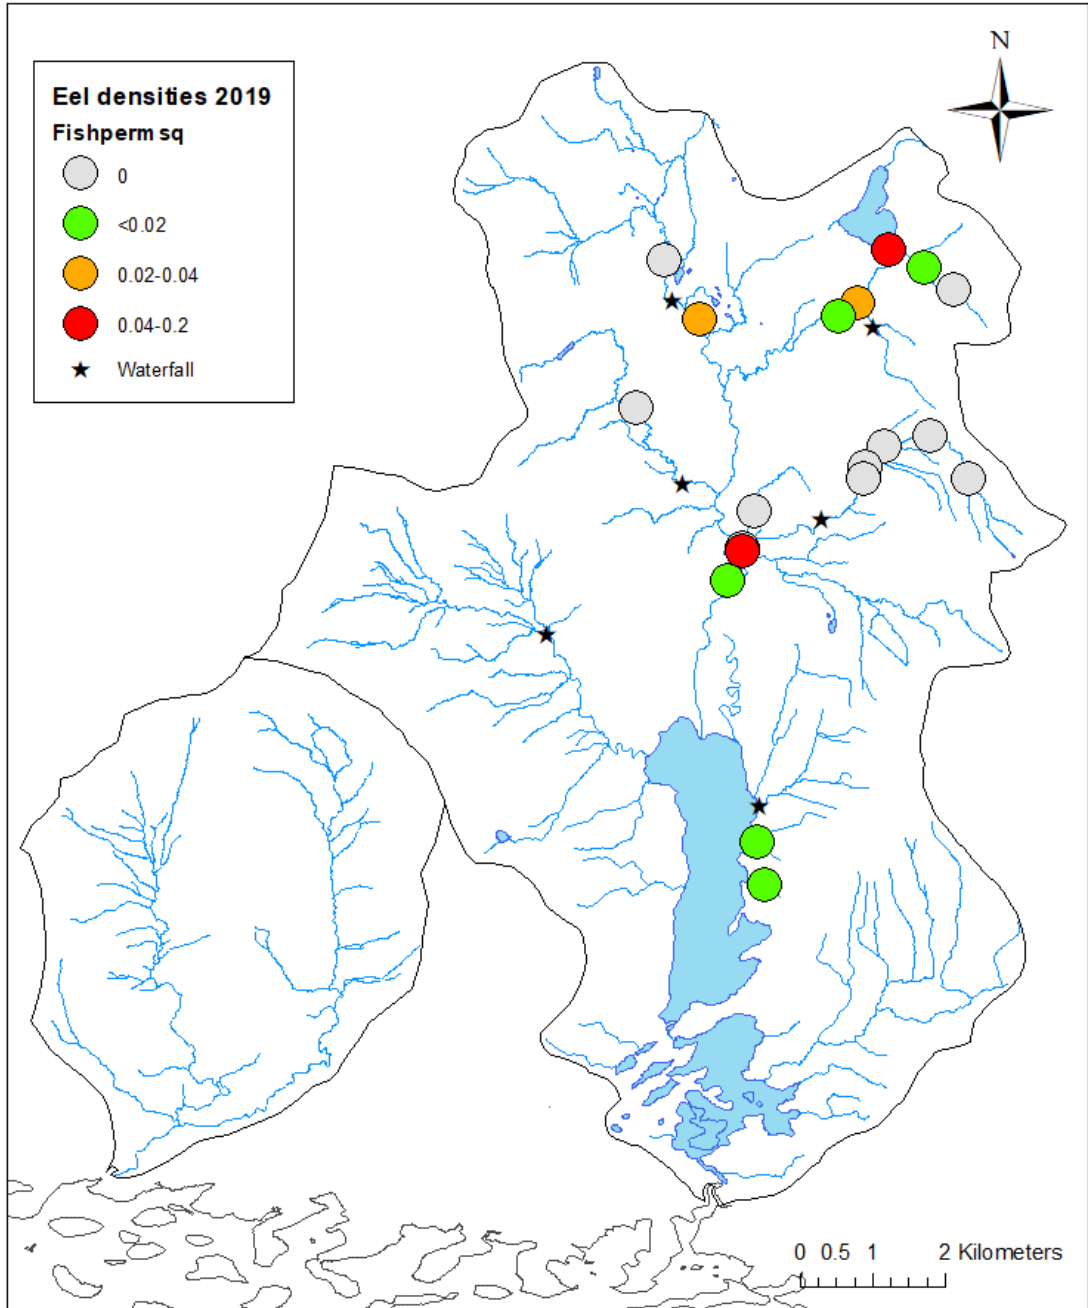 N
Eel densities 2019
Fishperm sq
0
<0.02
0.02-0.04
0.04-0.2
Waterfall
0 0.5 1 2 Kilometers